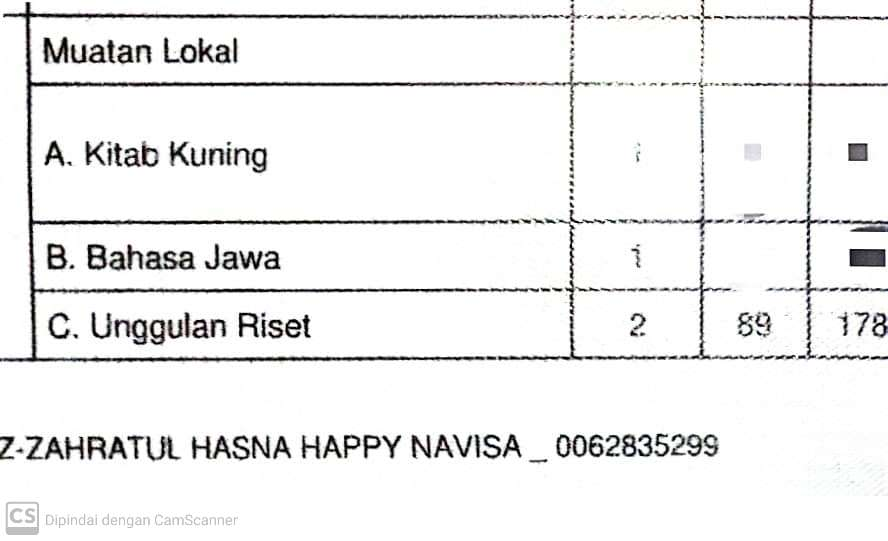 Muatan Lokal
A. Kitab Kuning
B. Bahasa Jawa 1
C. Unggulan Riset 2 89 178
Z-ZAHRATUL HASNA HAPPY NAVISA _ 0062835299
CS Dipindai dengan CamScanner